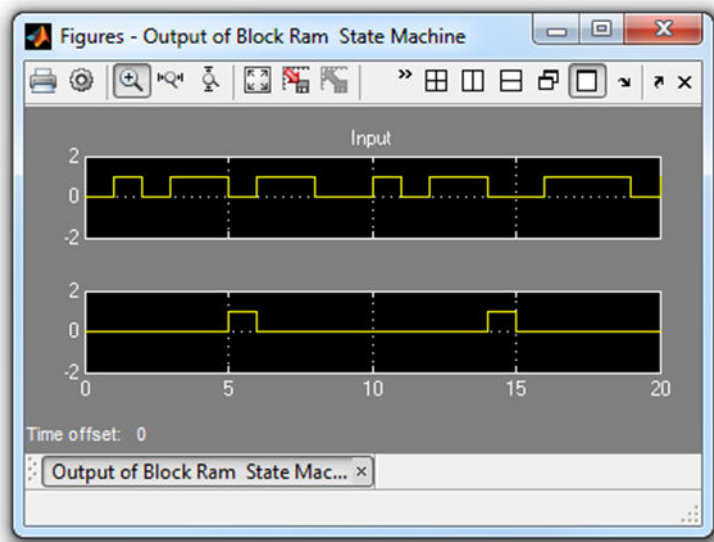 Figures - Output of Block Ram  State Machine
Input
2
0
-2
2
0
-2
0 5 10 15 20
Time offset: 0
Output of Block Ram  State Mac... ×